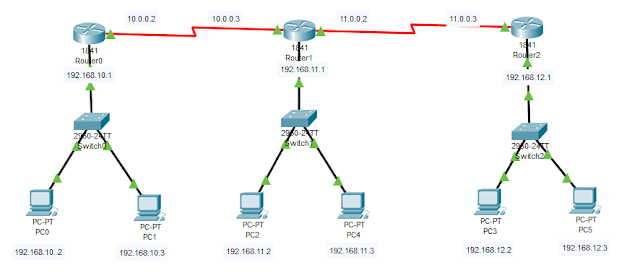 10.0.0.2
10.0.0.3
11.0.0.2
11.0.0.3
1841
Router0
1841
Router1
1841
Router2
192.168.10.1
192.168.11.1
192.168.12.1
2950-24TT
Switch0
2950-24TT
Switch1
2950-24TT
Switch2
PC-PT
PC0
PC-PT
PC1
PC-PT
PC2
PC-PT
PC4
PC-PT
PC3
PC-PT
PC5
192.168.10..2
192.168.10.3
192.168.11.2
192.168.11.3
192.168.12.2
192.168.12.3